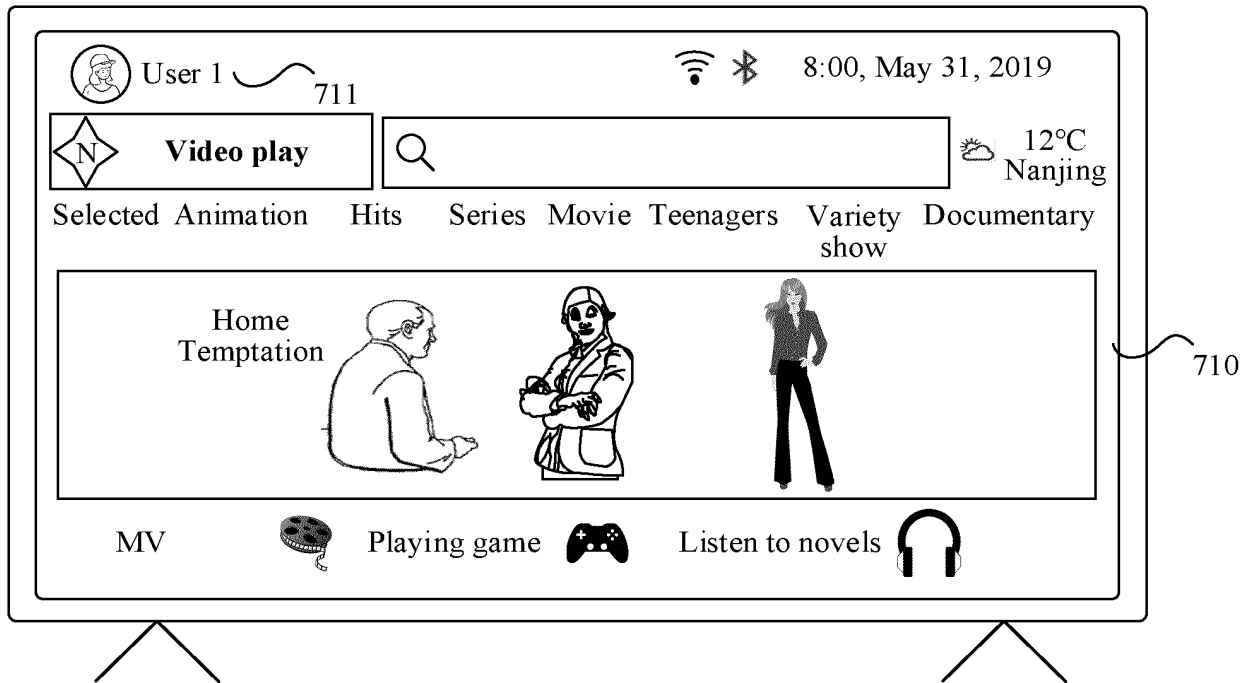 User 1
711
8:00, May 31, 2019
N
Video play
12°C
Nanjing
Selected Animation Hits Series Movie Teenagers Variety show Documentary
Home
Temptation
710
MV
Playing game
Listen to novels